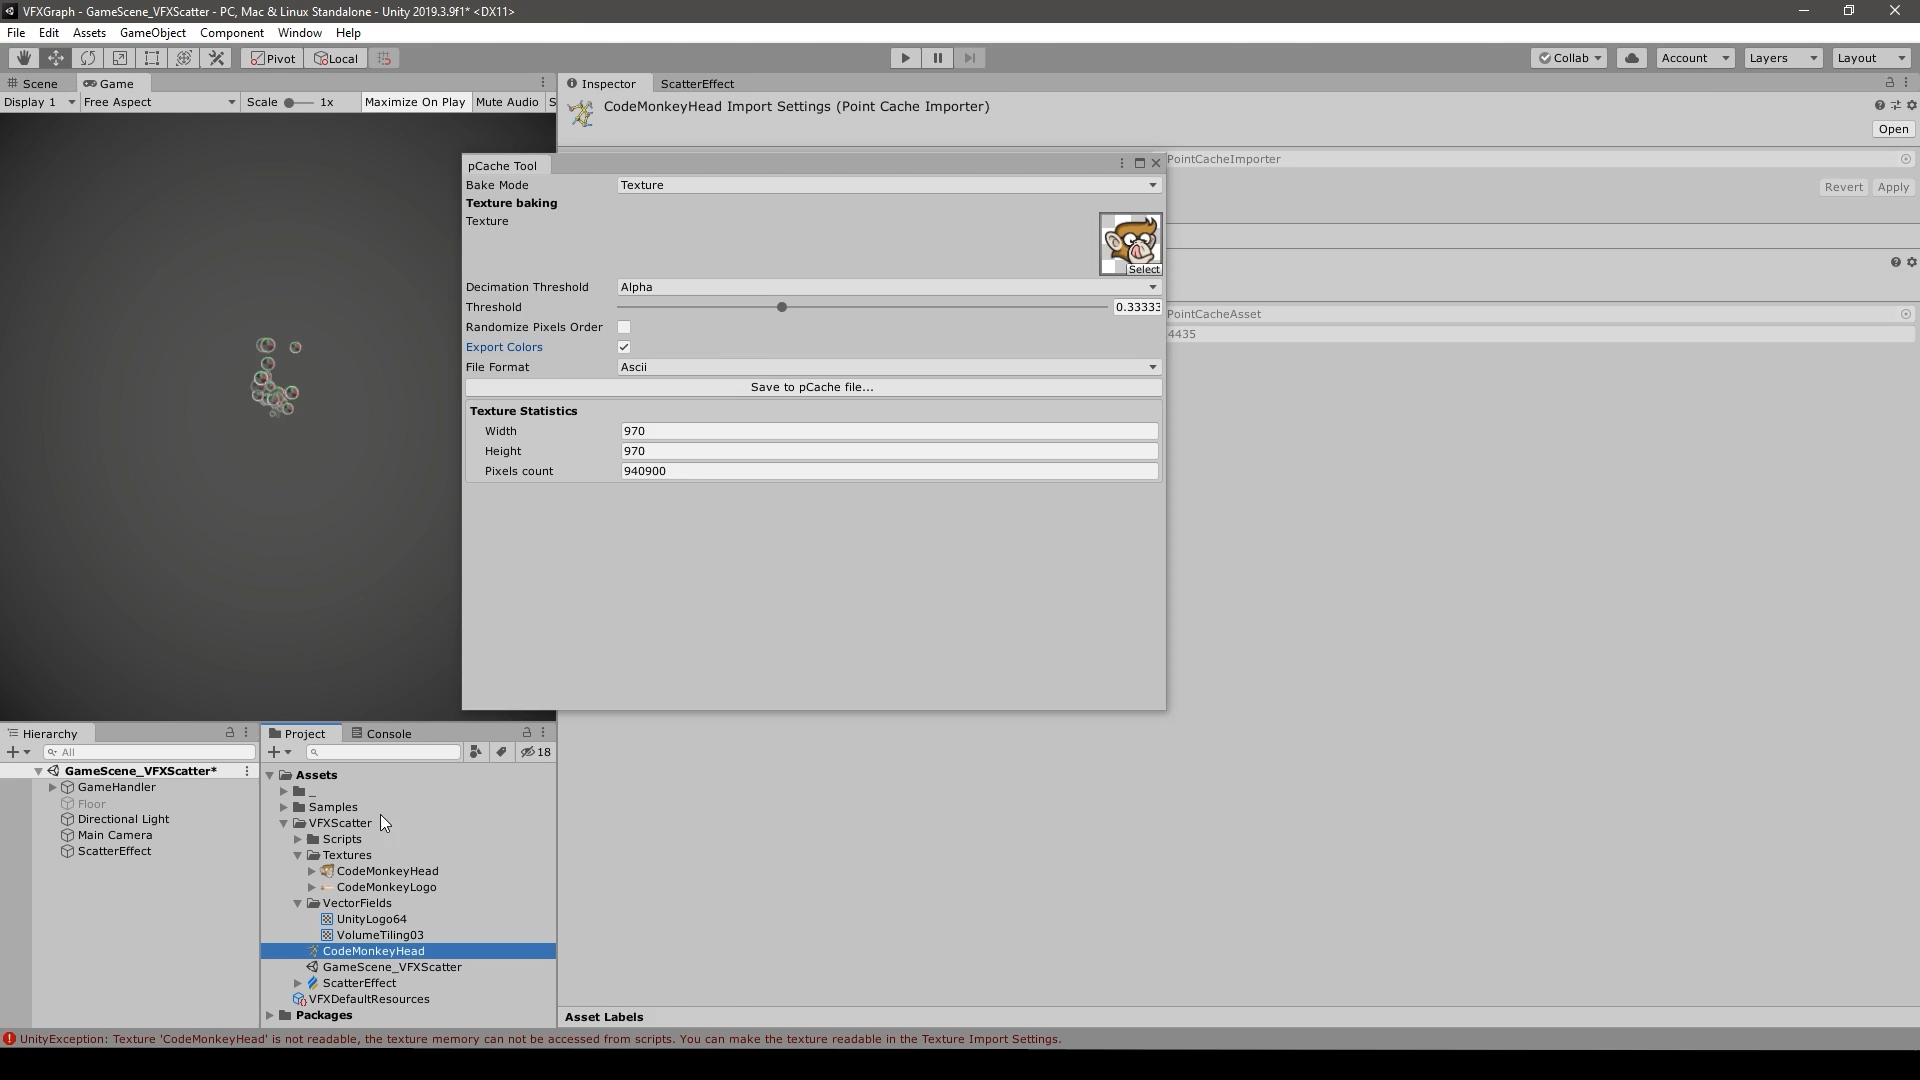 VFXGraph - GameScene_VFXScatter - PC, Mac & Linux Standalone - Unity 2019.3.9f1* <DX11>
File Edit Assets GameObject Component Window Help
Pivot Local Collab Account Layers Layout
Scene Game Inspector ScatterEffect
Display 1 Free Aspect Scale 1x Maximize On Play Mute Audio S
CodeMonkeyHead Import Settings (Point Cache Importer)
Open
PointCacheImporter
Revert Apply
PointCacheAsset
4435
pCache Tool
Bake Mode Texture
Texture baking
Texture
Select
Decimation Threshold Alpha
Threshold 0.33333
Randomize Pixels Order
Export Colors
File Format Ascii
Save to pCache file...
Texture Statistics
Width 970
Height 970
Pixels count 940900
Hierarchy
All
GameScene_VFXScatter*
GameHandler
Floor
Directional Light
Main Camera
ScatterEffect
Project Console
18
Assets
_
Samples
VFXScatter
Scripts
Textures
CodeMonkeyHead
CodeMonkeyLogo
VectorFields
UnityLogo64
VolumeTiling03
CodeMonkeyHead
GameScene_VFXScatter
ScatterEffect
VFXDefaultResources
Packages
Asset Labels
UnityException: Texture 'CodeMonkeyHead' is not readable, the texture memory can not be accessed from scripts. You can make the texture readable in the Texture Import Settings.